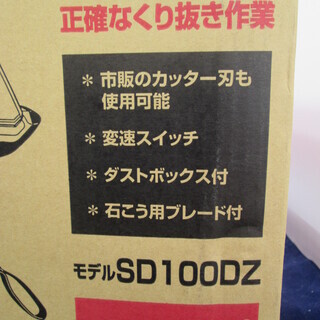 正確なくり抜き作業
＊ 市販のカッター刃も
使用可能
＊ 変速スイッチ
＊ ダストボックス付
＊ 石こう用ブレード付
モデルSD100DZ